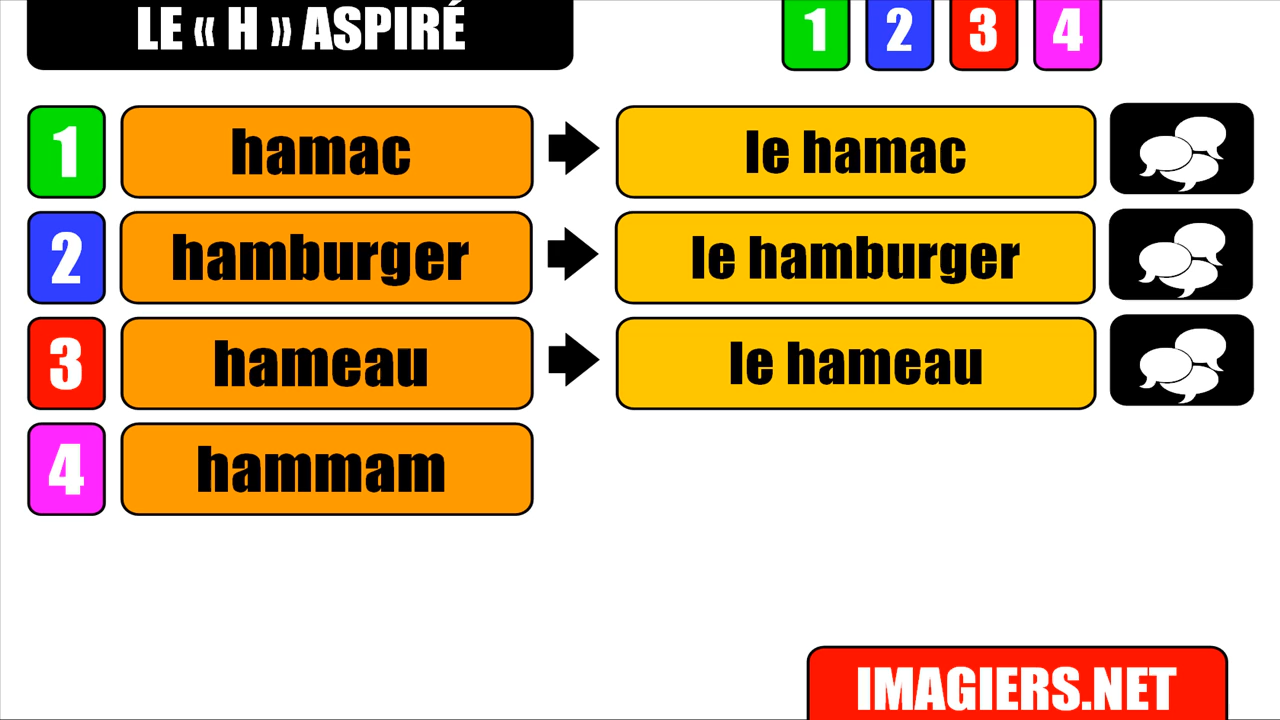 LE « H » ASPIRÉ
1 2 3 4
1 hamac le hamac
2 hamburger le hamburger
3 hameau le hameau
4 hammam
IMAGIERS.NET